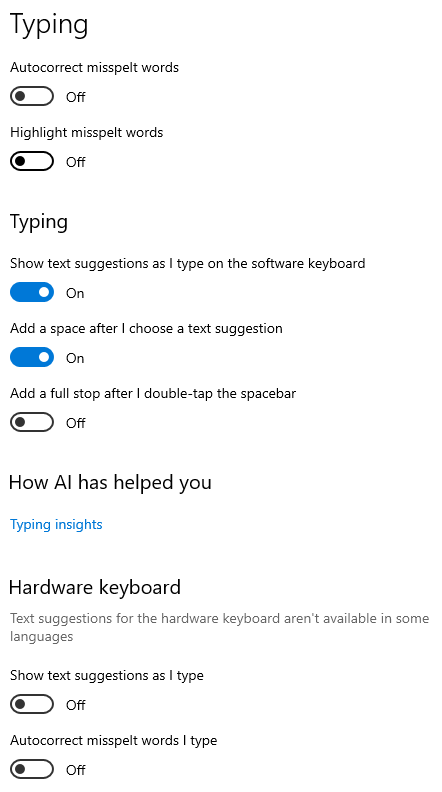 Typing
Autocorrect misspelt words
Off
Highlight misspelt words
Off
Typing
Show text suggestions as I type on the software keyboard
On
Add a space after I choose a text suggestion
On
Add a full stop after I double-tap the spacebar
Off
How AI has helped you
Typing insights
Hardware keyboard
Text suggestions for the hardware keyboard aren't available in some
languages
Show text suggestions as I type
Off
Autocorrect misspelt words I type
Off